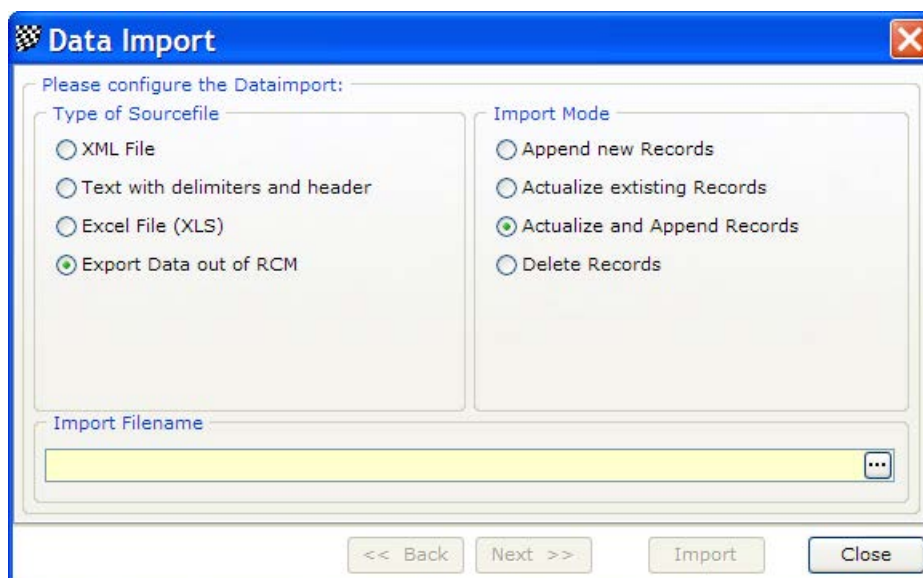 Data Import
Please configure the Dataimport:
Type of Sourcefile
XML File
Text with delimiters and header
Excel File (XLS)
Export Data out of RCM
Import Mode
Append new Records
Actualize extisting Records
Actualize and Append Records
Delete Records
Import Filename
...
<< Back Next >> Import Close